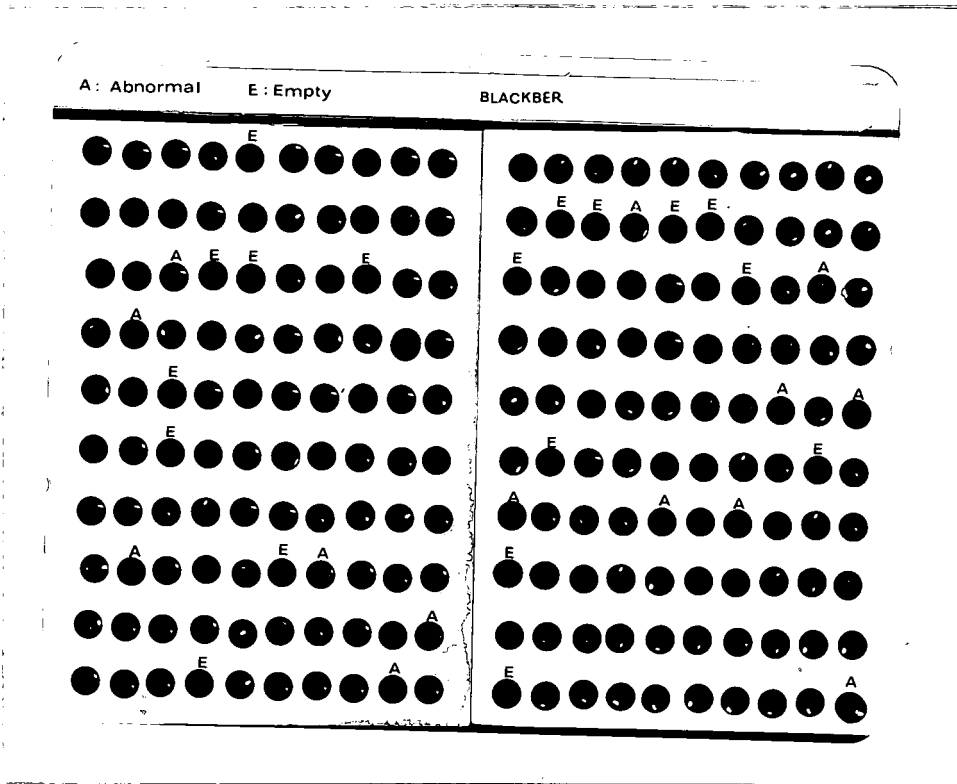 A: Abnormal E: Empty BLACKBER
E
E E A E E
A E E E E E A
A
E A A
E E
A A A
A E A E
A
E A E A